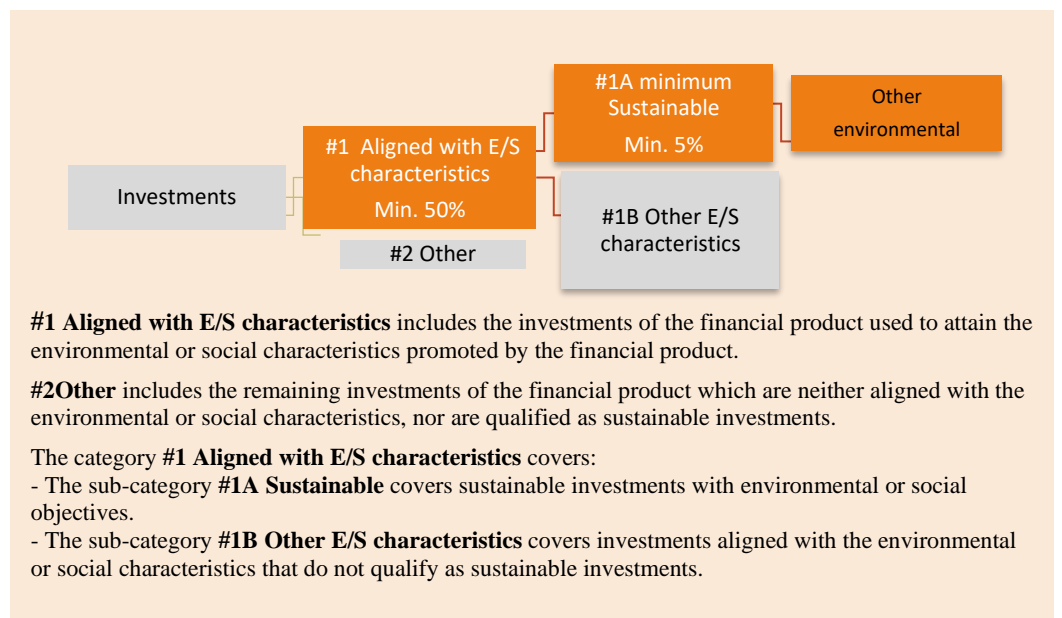 Investments
#1 Aligned with E/S
characteristics
Min. 50%
#2 Other
#1A minimum
Sustainable
Min. 5%
#1B Other E/S
characteristics
Other
environmental
#1 Aligned with E/S characteristics includes the investments of the financial product used to attain the
environmental or social characteristics promoted by the financial product.
#2Other includes the remaining investments of the financial product which are neither aligned with the
environmental or social characteristics, nor are qualified as sustainable investments.
The category #1 Aligned with E/S characteristics covers:
- The sub-category #1A Sustainable covers sustainable investments with environmental or social
objectives.
- The sub-category #1B Other E/S characteristics covers investments aligned with the environmental
or social characteristics that do not qualify as sustainable investments.